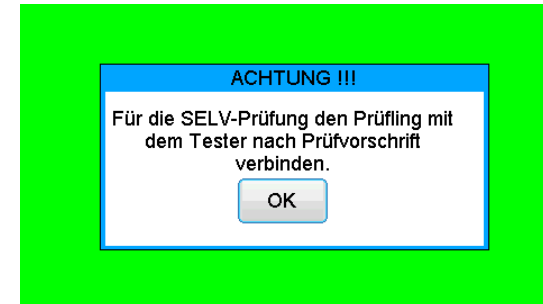 ACHTUNG !!!
Für die SELV-Prüfung den Prüfling mit
dem Tester nach Prüfvorschrift
verbinden.
OK